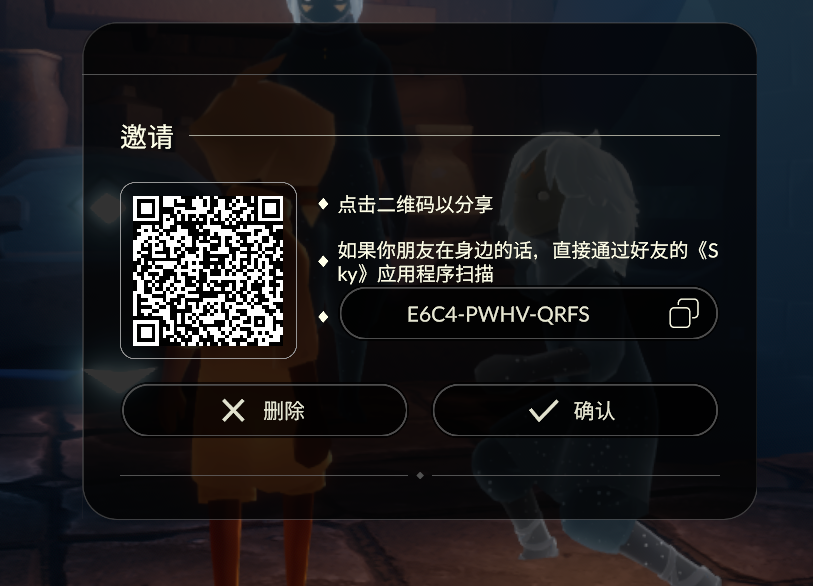 邀请
点击二维码以分享
如果你朋友在身边的话，直接通过好友的《S
ky》应用程序扫描
E6C4-PWHV-QRFS
删除
确认